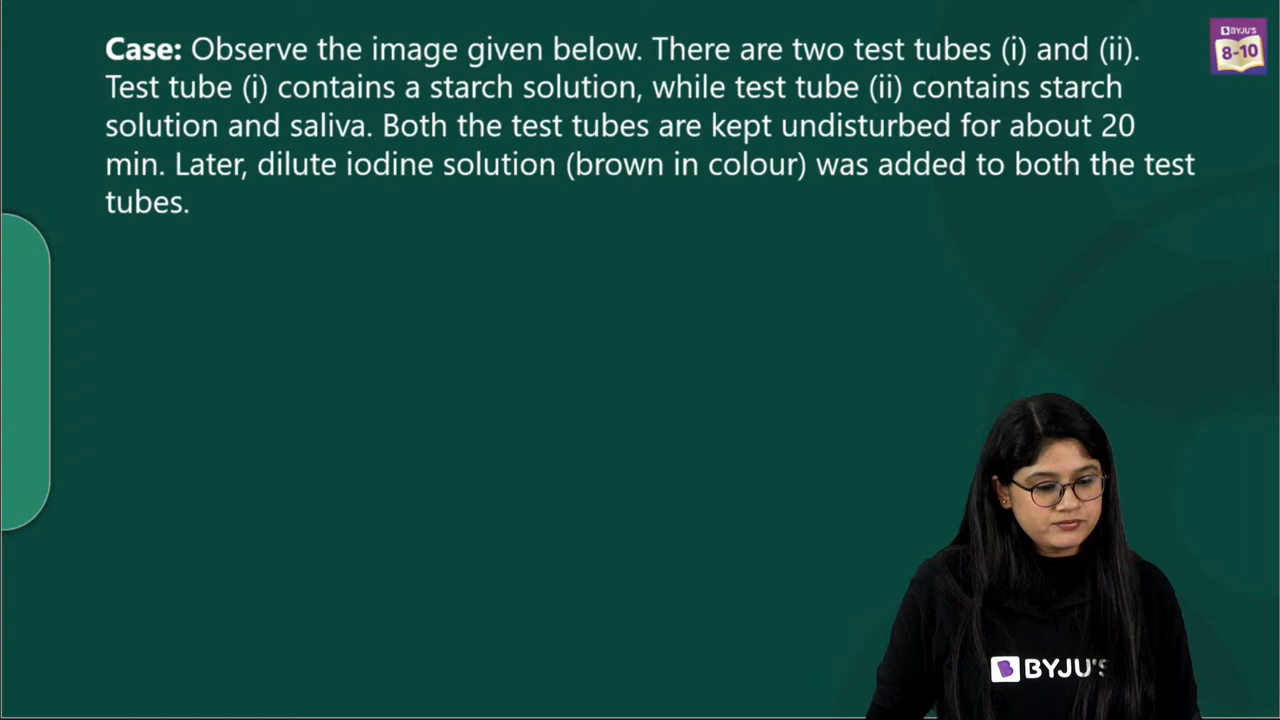 Case: Observe the image given below. There are two test tubes (i) and (ii).
Test tube (i) contains a starch solution, while test tube (ii) contains starch
solution and saliva. Both the test tubes are kept undisturbed for about 20
min. Later, dilute iodine solution (brown in colour) was added to both the test
tubes.
BYJU'S
8-10
BYJU'S